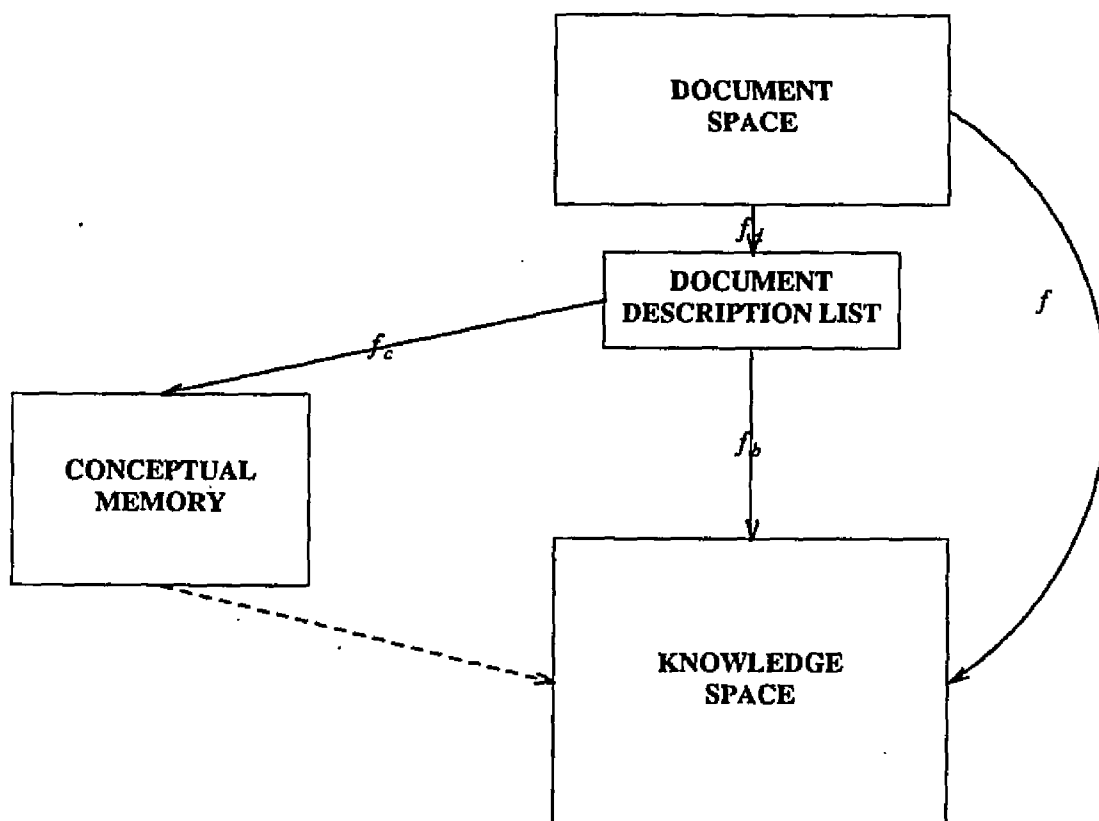 DOCUMENT
SPACE
f_d
DOCUMENT
DESCRIPTION LIST
f
f_c
CONCEPTUAL
MEMORY
f_b
KNOWLEDGE
SPACE